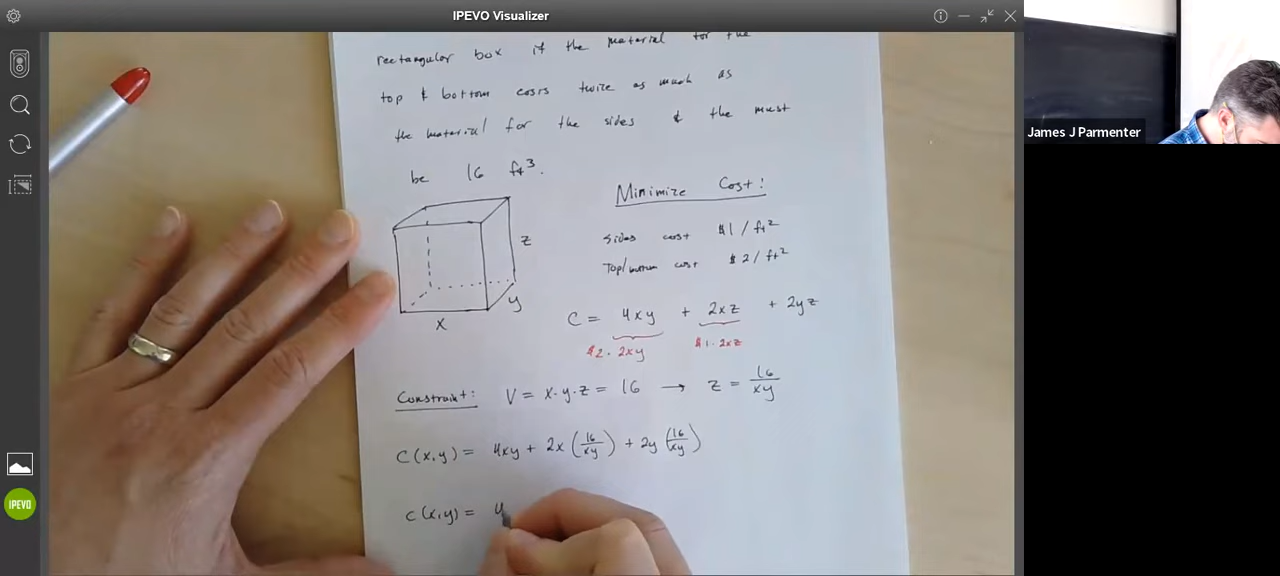 IPEVO Visualizer
rectangular box if the material for the
top & bottom costs twice as much as
the material for the sides & the must
be 16 ft³.
Minimize Cost:
Sides cost $1/ft²
Top/bottom cost $2/ft²
z
y
x
C = 4xy + 2xz + 2yz
$2 · 2xy $1 · 2xz
Constraint: V = x·y·z = 16 → z = 16/xy
C(x,y) = 4xy + 2x (16/xy) + 2y (16/xy)
C(x,y) = 4
James J Parmenter
IPEVO